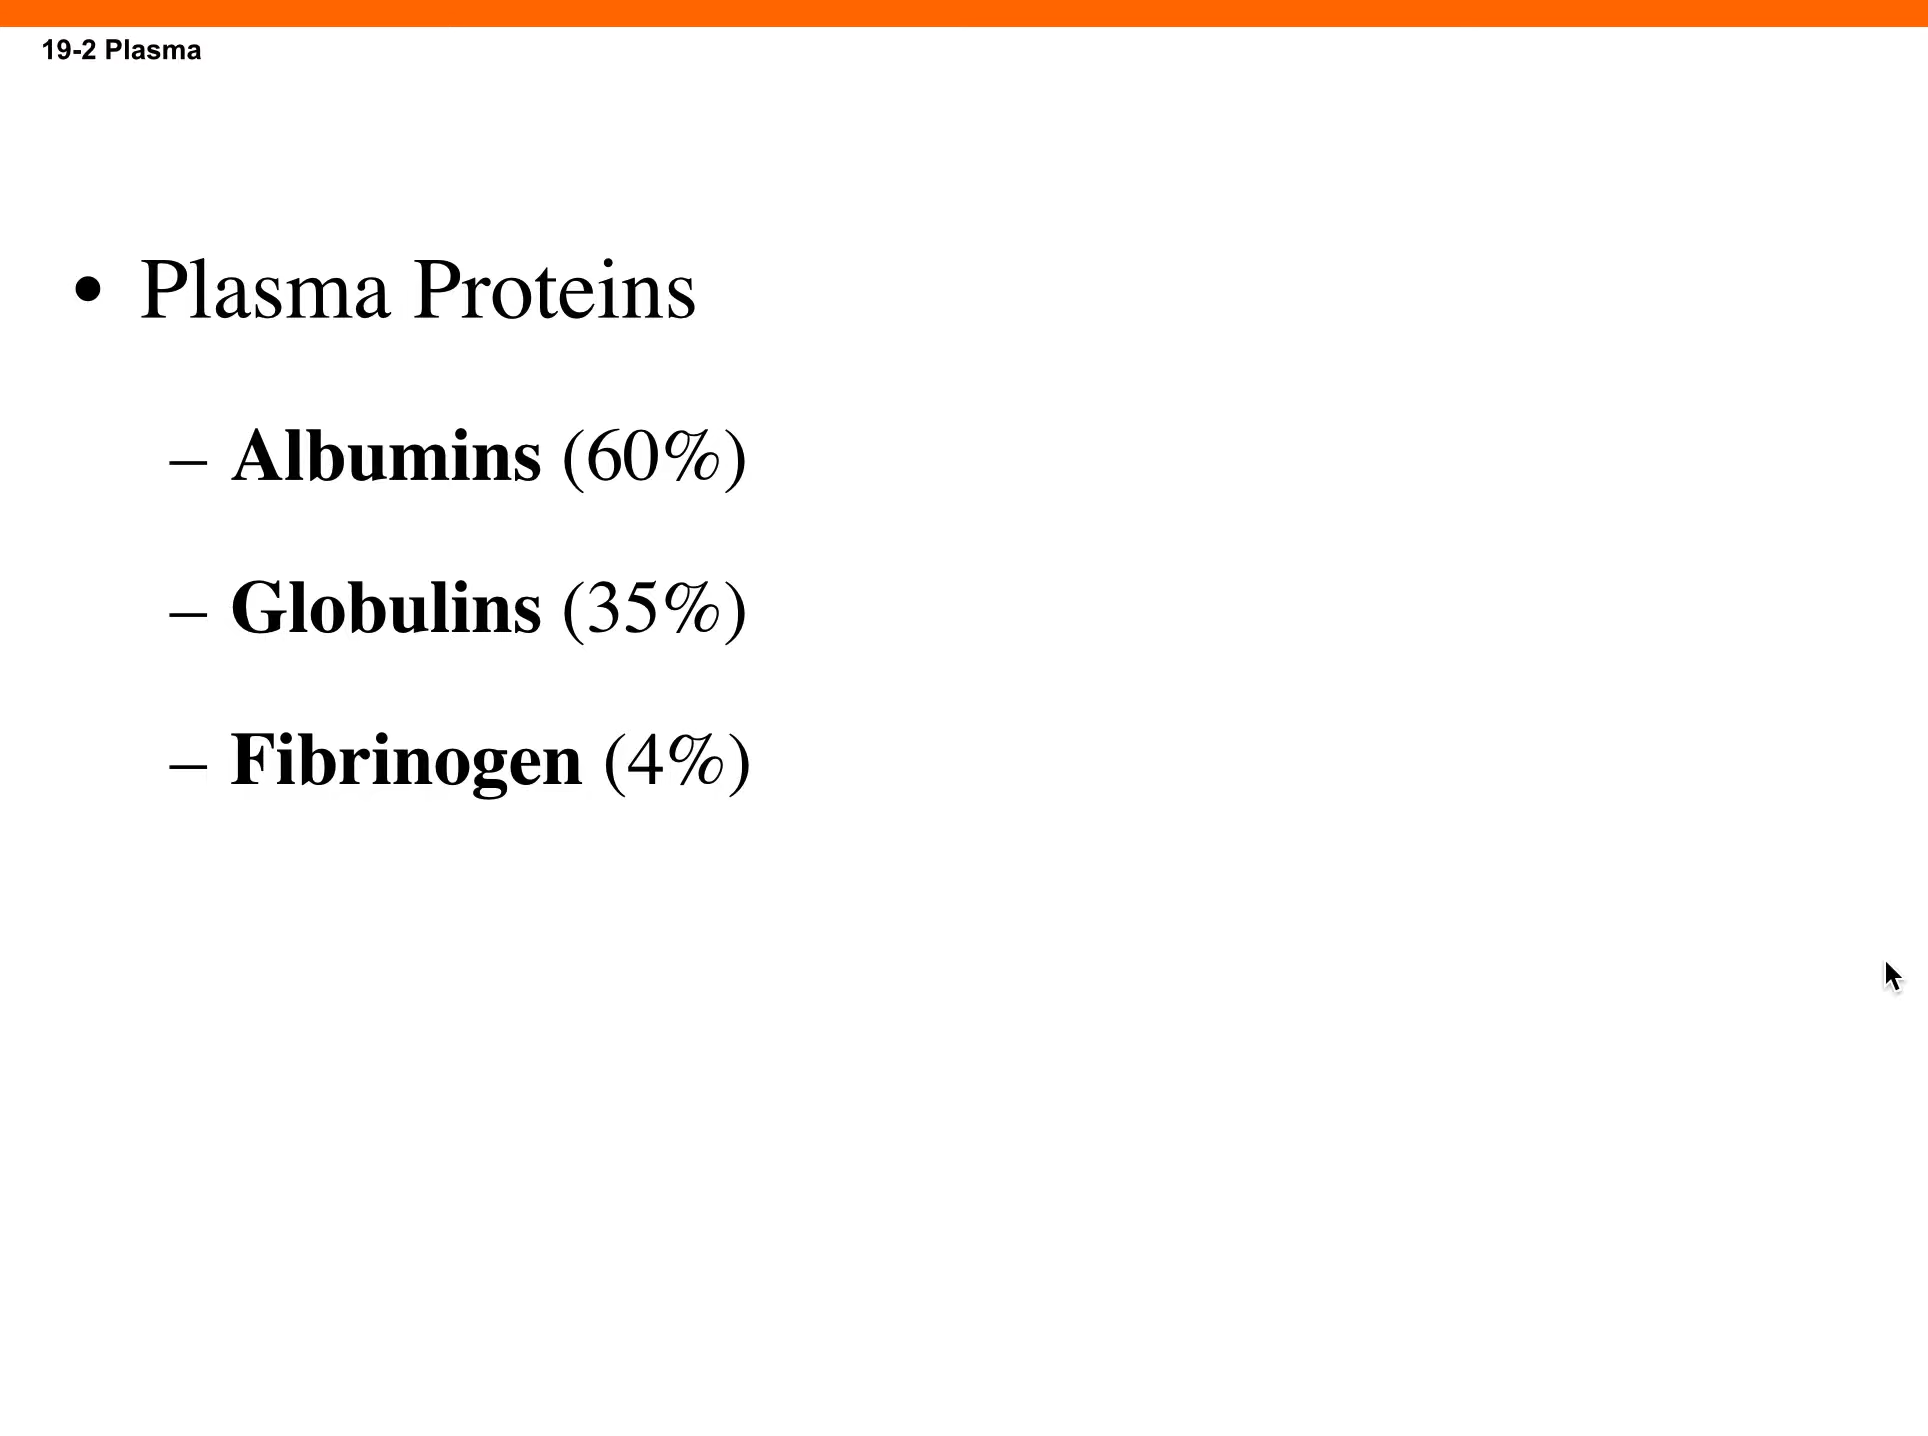 19-2 Plasma
• Plasma Proteins
– Albumins (60%)
– Globulins (35%)
– Fibrinogen (4%)